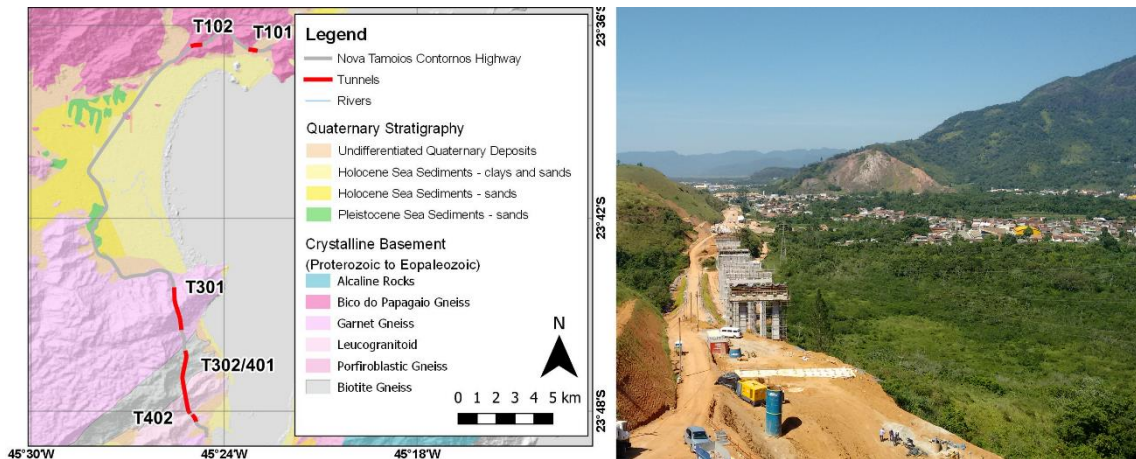 T102
T101
T301
T302/401
T402
Legend
Nova Tamoios Contornos Highway
Tunnels
Rivers
Quaternary Stratigraphy
Undifferentiated Quaternary Deposits
Holocene Sea Sediments - clays and sands
Holocene Sea Sediments - sands
Pleistocene Sea Sediments - sands
Crystalline Basement
(Proterozoic to Eopaleozoic)
Alcaline Rocks
Bico do Papagaio Gneiss
Garnet Gneiss
Leucogranitoid
Porfiroblastic Gneiss
Biotite Gneiss
N
0 1 2 3 4 5 km
23°36'S
23°42'S
23°48'S
45°30'W
45°24'W
45°18'W